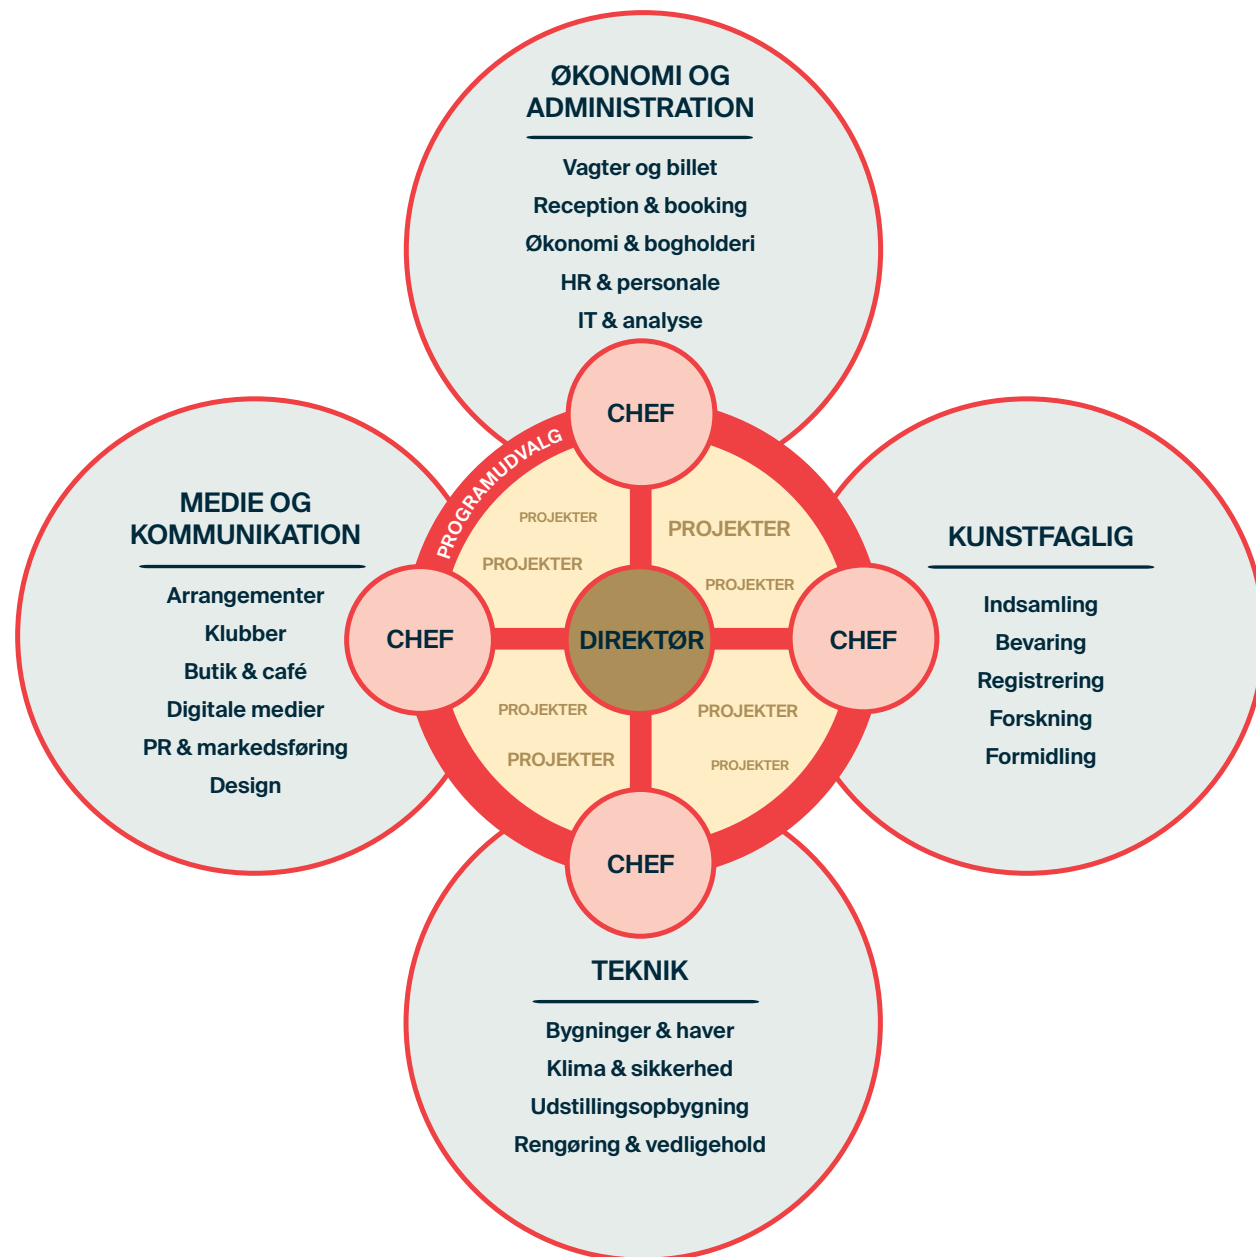 ØKONOMI OG
ADMINISTRATION
Vagter og billet
Reception & booking
Økonomi & bogholderi
HR & personale
IT & analyse
CHEF
PROGRAMUDVALG
MEDIE OG
KOMMUNIKATION
Arrangementer
Klubber
Butik & café
Digitale medier
PR & markedsføring
Design
CHEF
PROJEKTER
PROJEKTER
PROJEKTER
PROJEKTER
DIREKTØR
PROJEKTER
PROJEKTER
PROJEKTER
PROJEKTER
CHEF
KUNSTFAGLIG
Indsamling
Bevaring
Registrering
Forskning
Formidling
CHEF
TEKNIK
Bygninger & haver
Klima & sikkerhed
Udstillingsopbygning
Rengøring & vedligehold